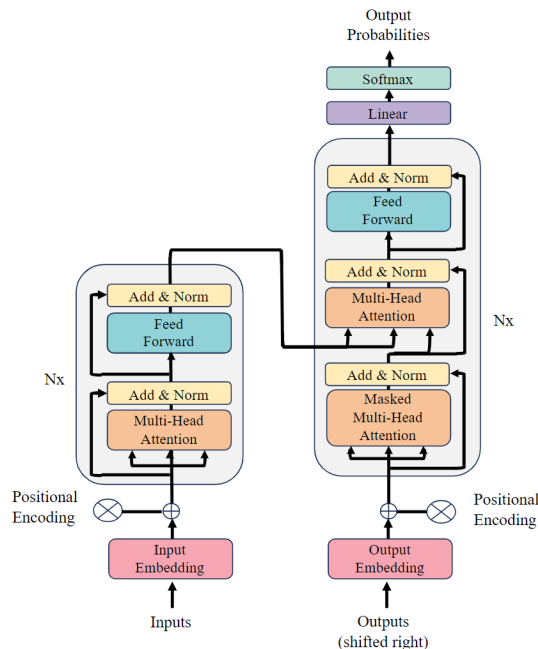 Output
Probabilities
Softmax
Linear
Add & Norm
Feed
Forward
Add & Norm
Multi-Head
Attention
Nx
Add & Norm
Masked
Multi-Head
Attention
Add & Norm
Feed
Forward
Nx
Add & Norm
Multi-Head
Attention
Positional
Encoding
Positional
Encoding
Input
Embedding
Output
Embedding
Inputs
Outputs
(shifted right)